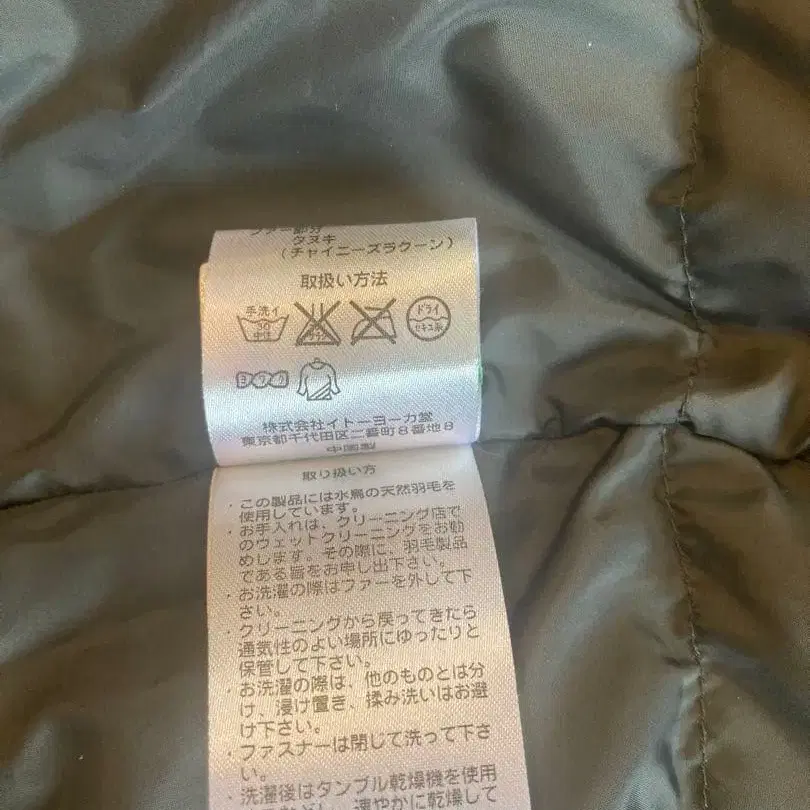 ファー部分
タヌキ
(チャイニーズラクーン)
取扱い方法
手洗イ
30
中性
ドライ
セキユ系
ヨワク
株式会社イトーヨーカ堂
東京都千代田区二番町8番地8
中国製
取り扱い方
・この製品には水鳥の天然羽毛を
使用しています。
・お手入れは、クリーニング店で
のウェットクリーニングをお勧
めします。その際に、羽毛製品
である旨をお申し出下さい。
・お洗濯の際はファーを外して下
さい。
・クリーニングから戻ってきたら
通気性のよい場所にゆったりと
保管して下さい。
・お洗濯の際は、他のものとは分
け、浸け置き、揉み洗いはお避
け下さい。
・ファスナーは閉じて洗って下さ
い。
・洗濯後はタンブル乾燥機を使用
速やかに乾燥して